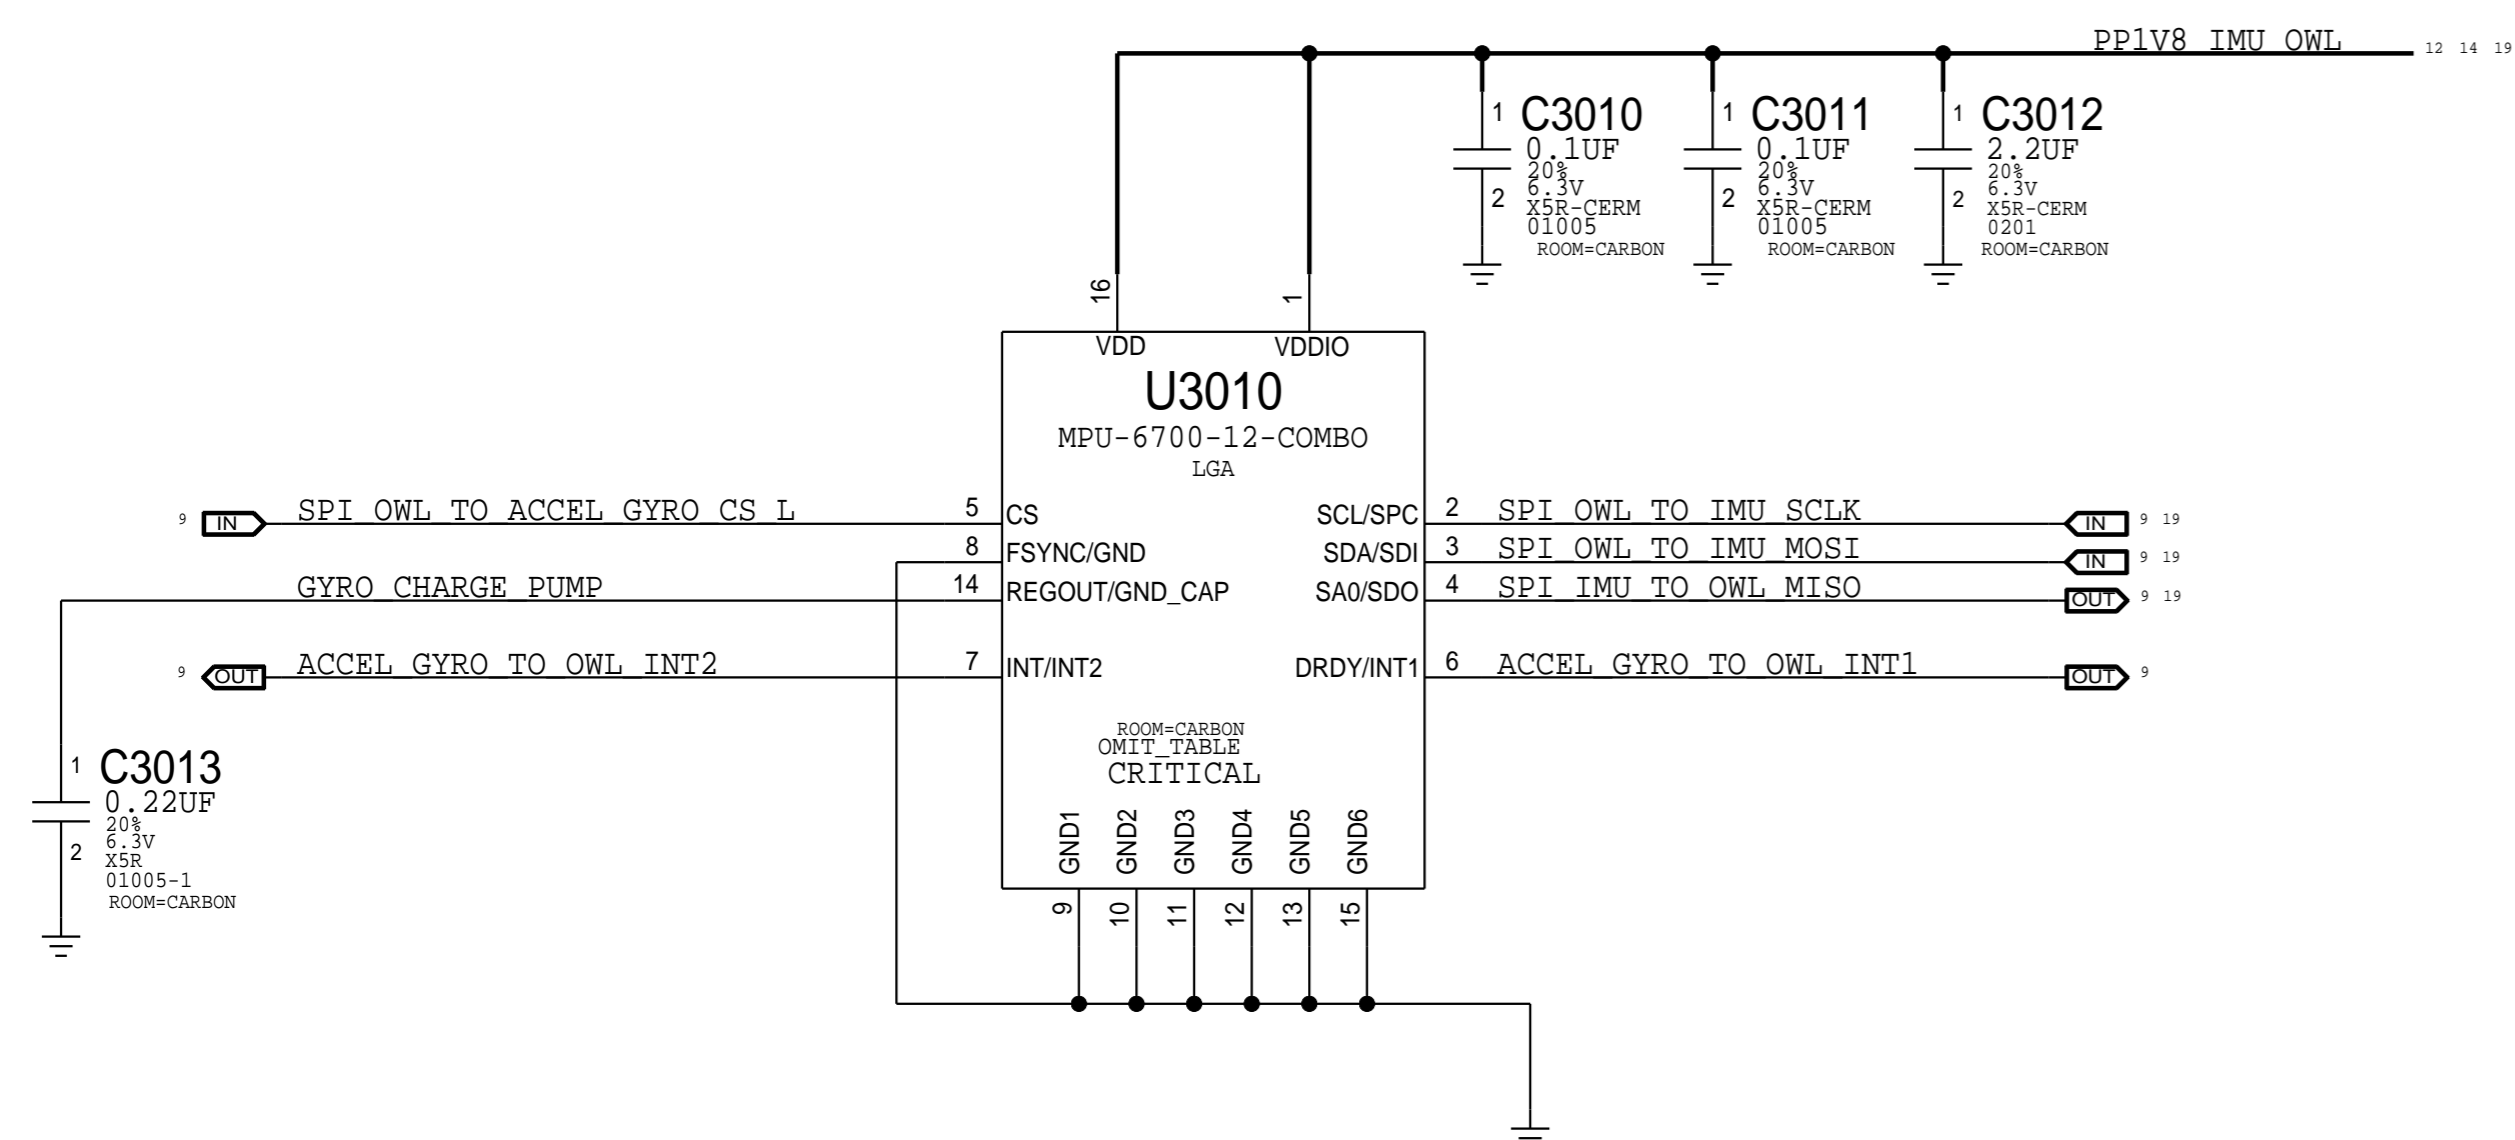 PP1V8_IMU_OWL 12 14 19
1 C3010
0.1UF
20%
6.3V
2 X5R-CERM
01005
ROOM=CARBON
1 C3011
0.1UF
20%
6.3V
2 X5R-CERM
01005
ROOM=CARBON
1 C3012
2.2UF
20%
6.3V
2 X5R-CERM
0201
ROOM=CARBON
16 1
VDD VDDIO
U3010
MPU-6700-12-COMBO
LGA
9 IN SPI_OWL_TO_ACCEL_GYRO_CS_L 5 CS
8 FSYNC/GND
GYRO_CHARGE_PUMP 14 REGOUT/GND_CAP
9 OUT ACCEL_GYRO_TO_OWL_INT2 7 INT/INT2
SCL/SPC 2 SPI_OWL_TO_IMU_SCLK IN 9 19
SDA/SDI 3 SPI_OWL_TO_IMU_MOSI IN 9 19
SA0/SDO 4 SPI_IMU_TO_OWL_MISO OUT 9 19
DRDY/INT1 6 ACCEL_GYRO_TO_OWL_INT1 OUT 9
ROOM=CARBON
OMIT_TABLE
CRITICAL
1 C3013
0.22UF
20%
6.3V
2 X5R
01005-1
ROOM=CARBON
GND1 GND2 GND3 GND4 GND5 GND6
9 10 11 12 13 15